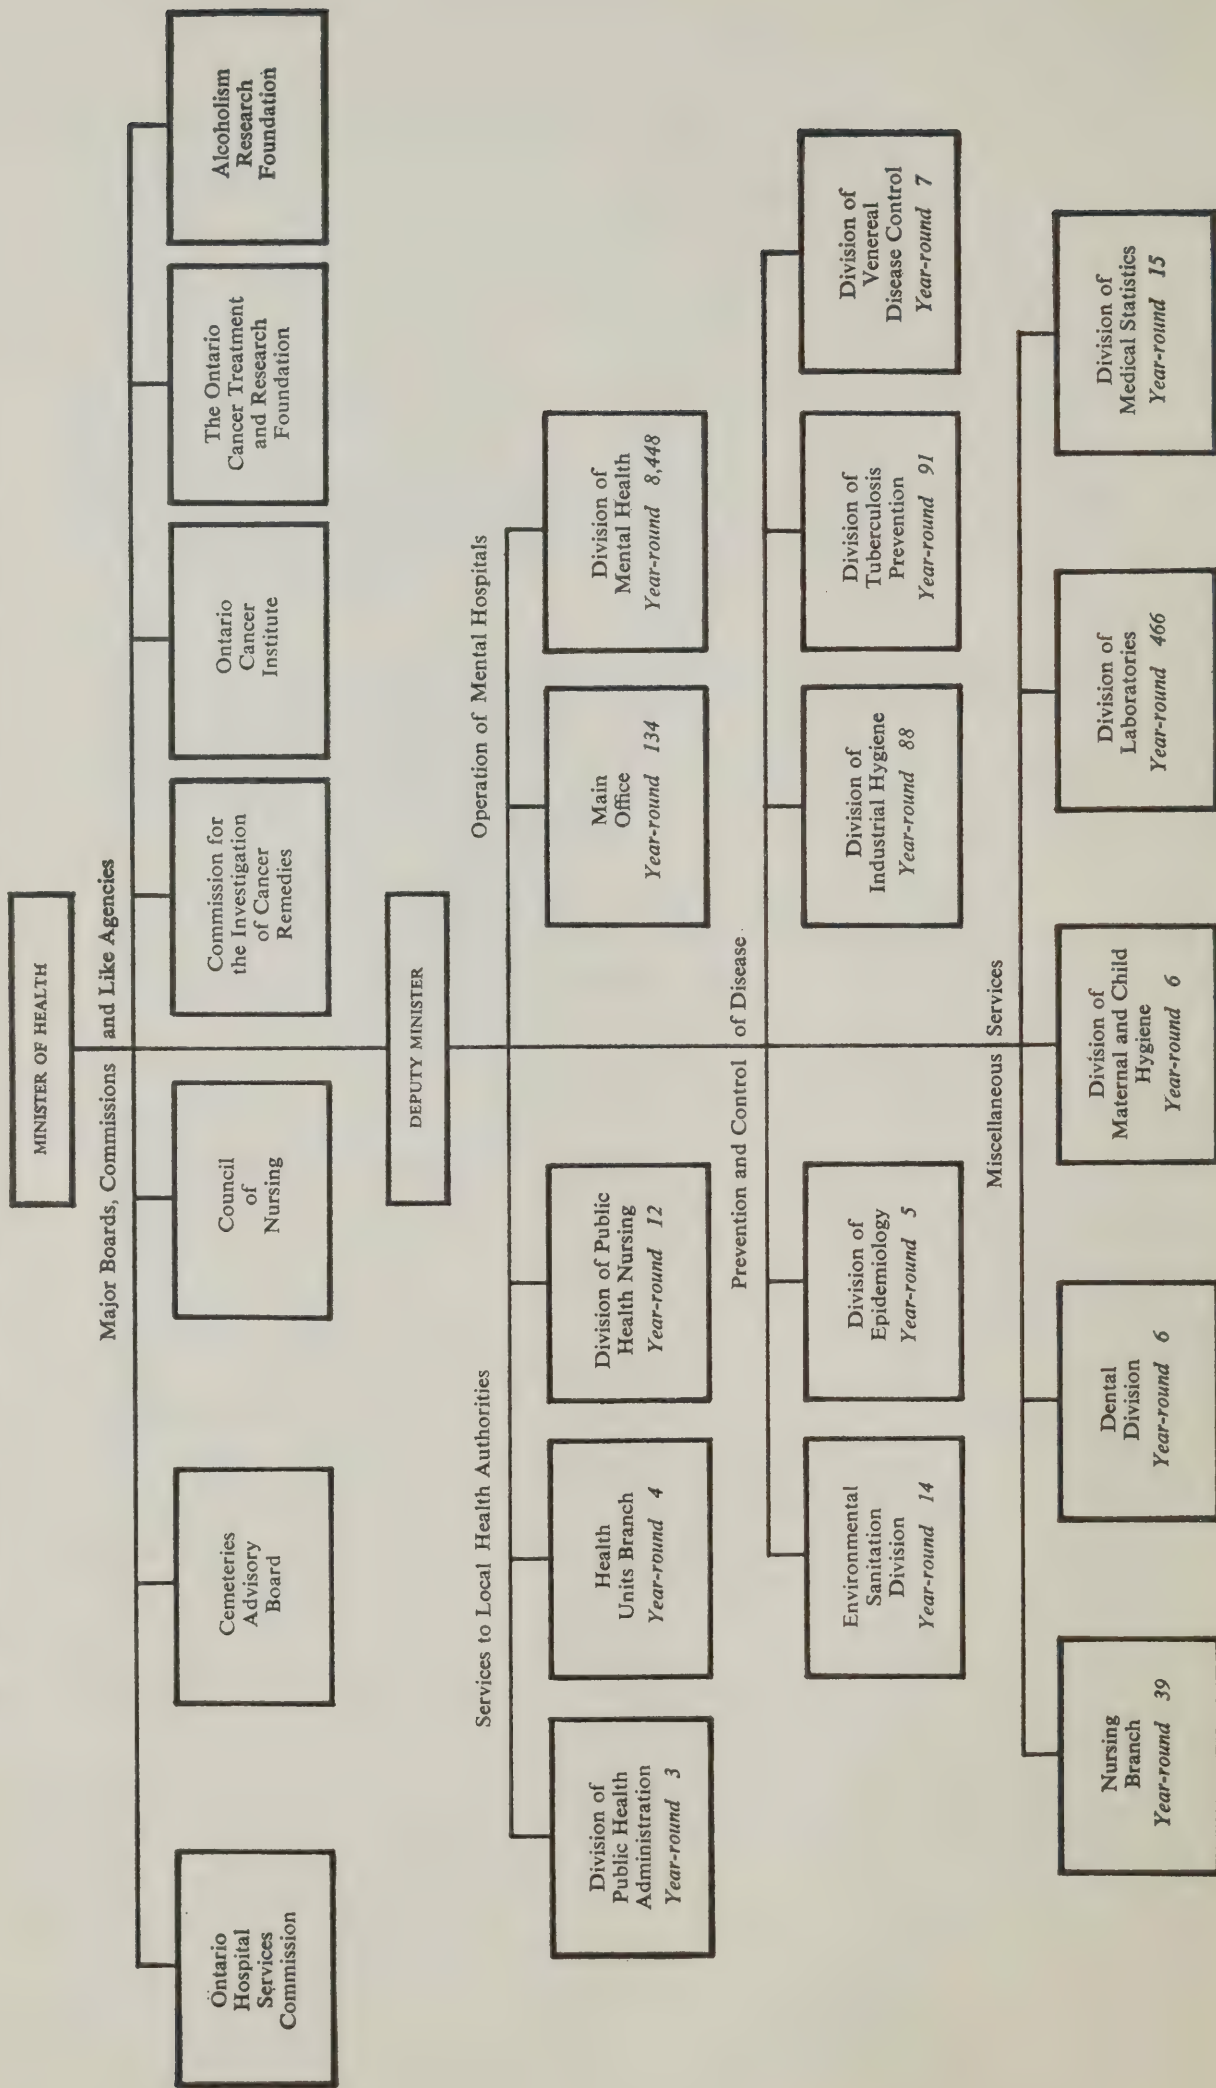 MINISTER OF HEALTH
Major Boards, Commissions and Like Agencies
Ontario
Hospital
Services
Commission
Cemeteries
Advisory
Board
Council
of
Nursing
Commission for
the Investigation
of Cancer
Remedies
Ontario
Cancer
Institute
The Ontario
Cancer Treatment
and Research
Foundation
Alcoholism
Research
Foundation
DEPUTY MINISTER
Services to Local Health Authorities
Operation of Mental Hospitals
Division of
Public Health
Administration
Year-round 3
Health
Units Branch
Year-round 4
Division of Public
Health Nursing
Year-round 12
Main
Office
Year-round 134
Division of
Mental Health
Year-round 8,448
Prevention and Control of Disease
Environmental
Sanitation
Division
Year-round 14
Division of
Epidemiology
Year-round 5
Division of
Industrial Hygiene
Year-round 88
Division of
Tuberculosis
Prevention
Year-round 91
Division of
Venereal
Disease Control
Year-round 7
Miscellaneous Services
Nursing
Branch
Year-round 39
Dental
Division
Year-round 6
Division of
Maternal and Child
Hygiene
Year-round 6
Division of
Laboratories
Year-round 466
Division of
Medical Statistics
Year-round 15